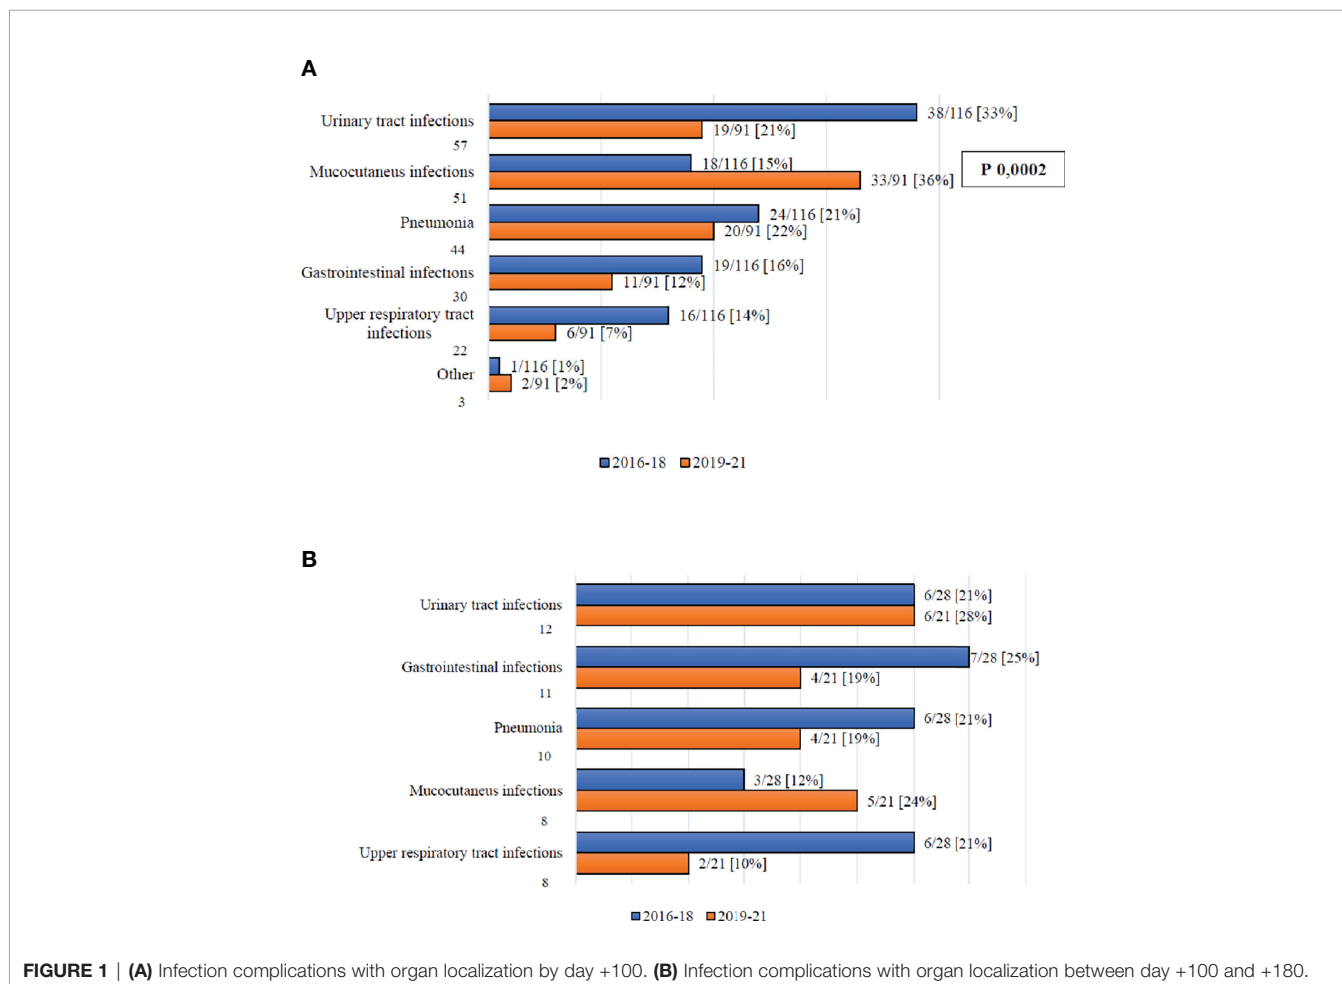 A
Urinary tract infections
57
38/116 [33%]
19/91 [21%]
Mucocutaneus infections
51
18/116 [15%]
33/91 [36%]
P 0,0002
Pneumonia
44
24/116 [21%]
20/91 [22%]
Gastrointestinal infections
30
19/116 [16%]
11/91 [12%]
Upper respiratory tract
infections
22
16/116 [14%]
6/91 [7%]
Other
3
1/116 [1%]
2/91 [2%]
2016-18 2019-21
B
Urinary tract infections
12
6/28 [21%]
6/21 [28%]
Gastrointestinal infections
11
7/28 [25%]
4/21 [19%]
Pneumonia
10
6/28 [21%]
4/21 [19%]
Mucocutaneus infections
8
3/28 [12%]
5/21 [24%]
Upper respiratory tract infections
8
6/28 [21%]
2/21 [10%]
2016-18 2019-21
FIGURE 1 | (A) Infection complications with organ localization by day +100. (B) Infection complications with organ localization between day +100 and +180.